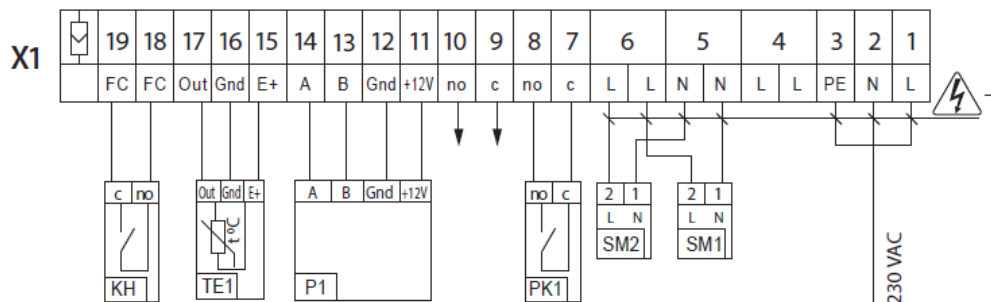 X1
19 18 17 16 15 14 13 12 11 10 9 8 7 6 5 4 3 2 1
FC FC Out Gnd E+ A B Gnd +12V no c no c L L N N L L PE N L
c no
Out Gnd E+
A B Gnd +12V
no c
2 1
2 1
L N
L N
t °C
SM2
SM1
KH
TE1
P1
PK1
230 VAC